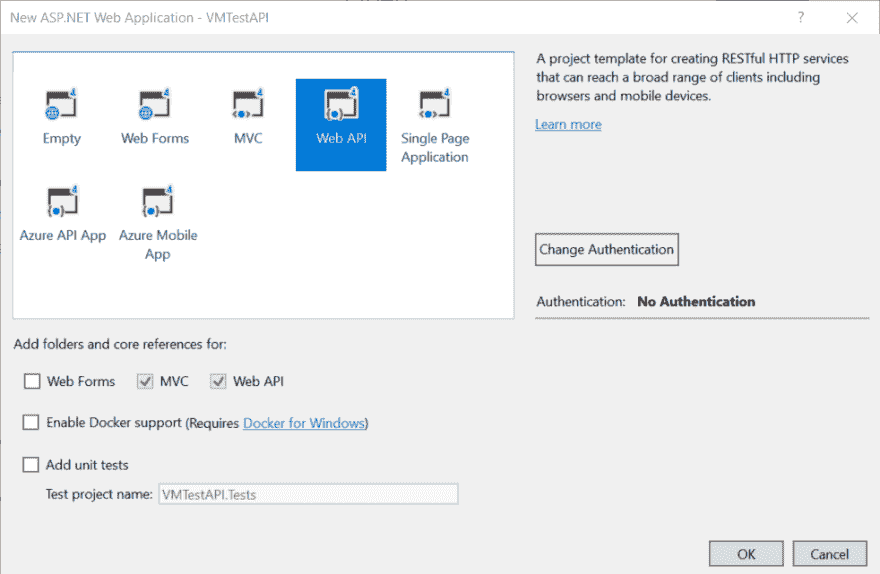 New ASP.NET Web Application - VMTestAPI
?
Empty
Web Forms
MVC
Web API
Single Page
Application
Azure API App
Azure Mobile
App
A project template for creating RESTful HTTP services
that can reach a broad range of clients including
browsers and mobile devices.
Learn more
Change Authentication
Authentication: No Authentication
Add folders and core references for:
Web Forms MVC Web API
Enable Docker support (Requires Docker for Windows)
Add unit tests
Test project name: VMTestAPI.Tests
OK Cancel